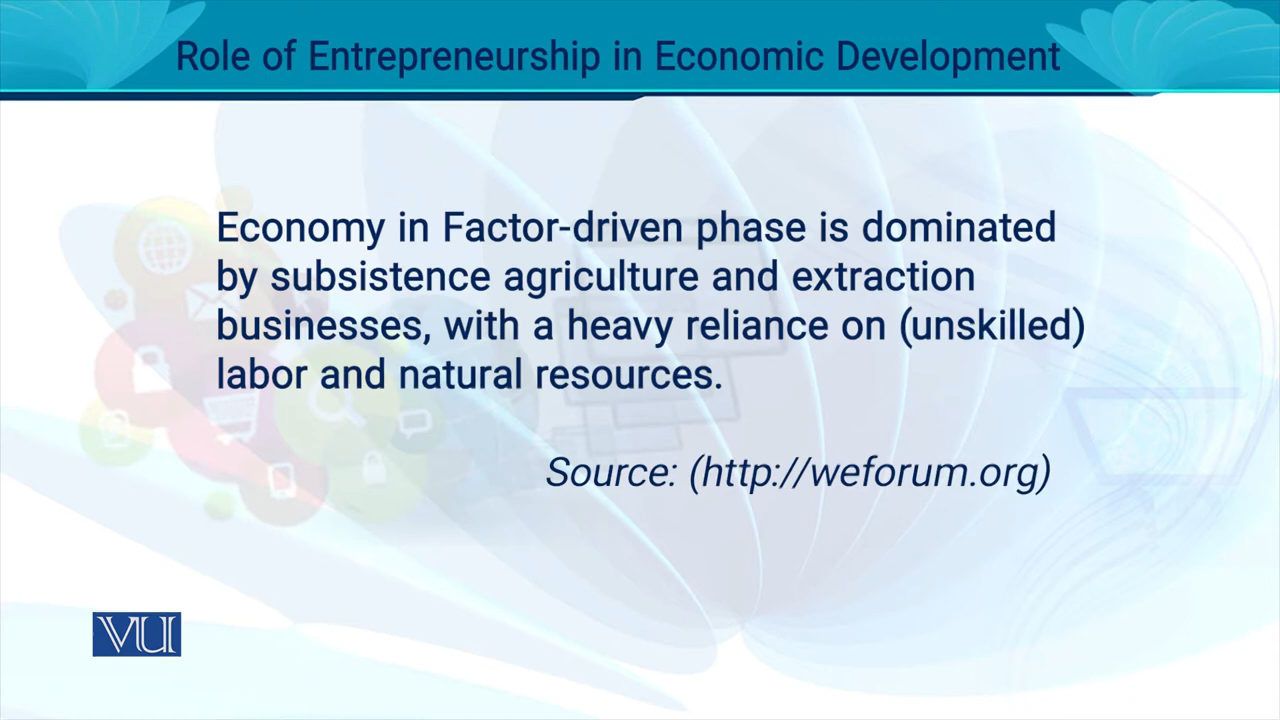 Role of Entrepreneurship in Economic Development
Economy in Factor-driven phase is dominated
by subsistence agriculture and extraction
businesses, with a heavy reliance on (unskilled)
labor and natural resources.
Source: (http://weforum.org)
VU